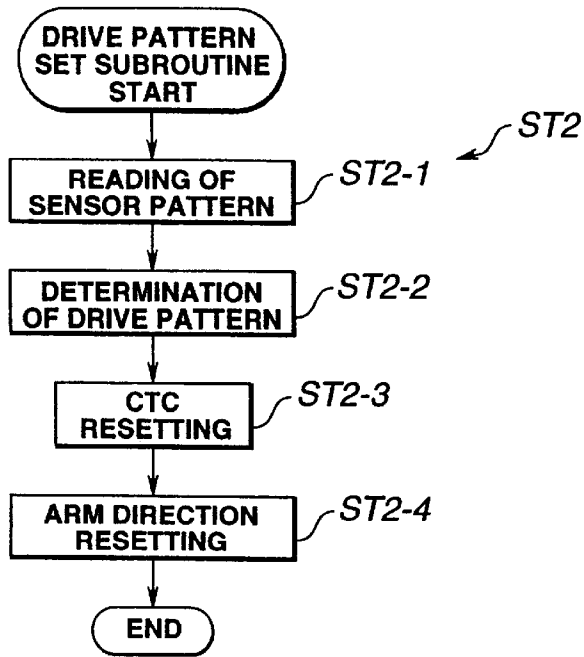 DRIVE PATTERN
SET SUBROUTINE
START
ST2
READING OF
SENSOR PATTERN
ST2-1
DETERMINATION
OF DRIVE PATTERN
ST2-2
CTC
RESETTING
ST2-3
ARM DIRECTION
RESETTING
ST2-4
END